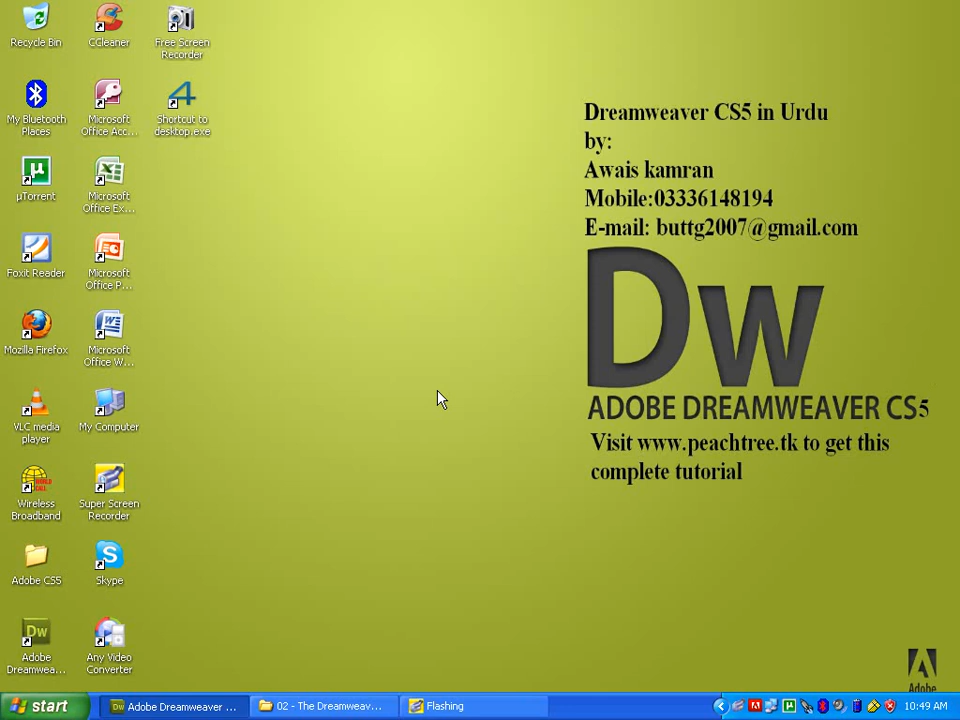 Recycle Bin
CCleaner
Free Screen
Recorder
My Bluetooth
Places
Microsoft
Office Acc...
Shortcut to
desktop.exe
µTorrent
Microsoft
Office Ex...
Foxit Reader
Microsoft
Office P...
Mozilla Firefox
Microsoft
Office W...
VLC media
player
My Computer
Wireless
Broadband
WORLD
CALL
Super Screen
Recorder
Adobe CS5
Skype
Dw
Adobe
Dreamwea...
Any Video
Converter
Dreamweaver CS5 in Urdu
by:
Awais kamran
Mobile:03336148194
E-mail: buttg2007@gmail.com
Dw
ADOBE DREAMWEAVER CS5
Visit www.peachtree.tk to get this
complete tutorial
Adobe
start
Dw Adobe Dreamweaver ...
02 - The Dreamweav...
Flashing
10:49 AM